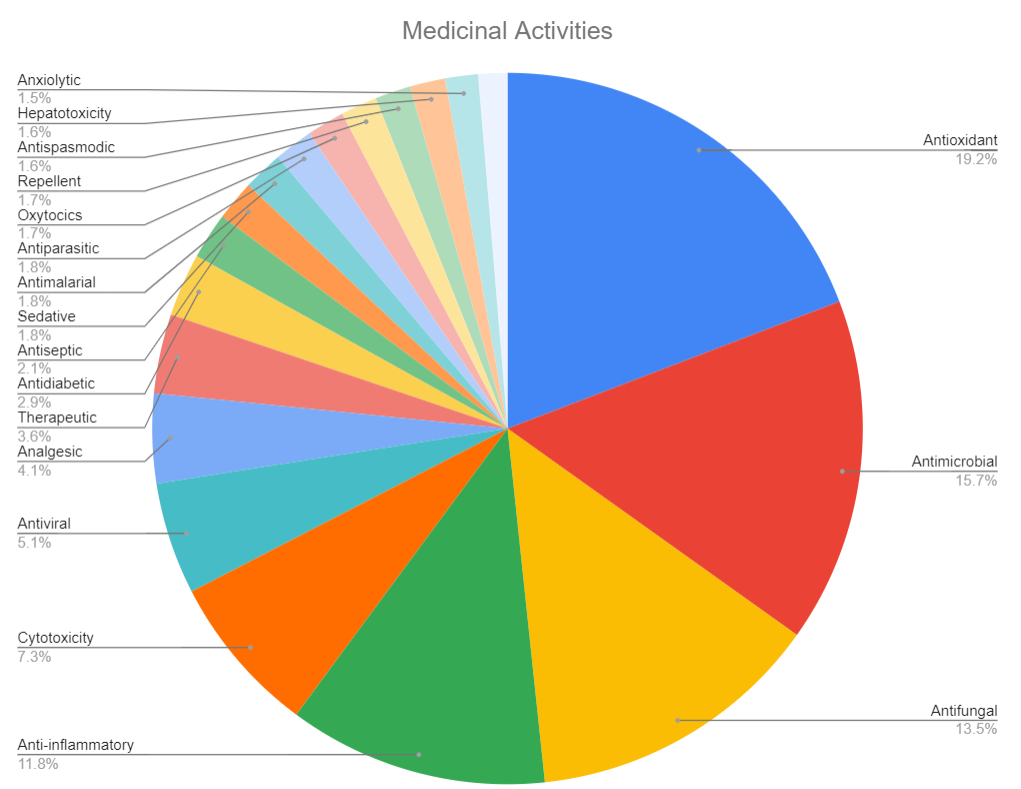 Medicinal Activities
Anxiolytic
1.5%
Hepatotoxicity
1.6%
Antispasmodic
1.6%
Repellent
1.7%
Oxytocics
1.7%
Antiparasitic
1.8%
Antimalarial
1.8%
Sedative
1.8%
Antiseptic
2.1%
Antidiabetic
2.9%
Therapeutic
3.6%
Analgesic
4.1%
Antiviral
5.1%
Cytotoxicity
7.3%
Anti-inflammatory
11.8%
Antioxidant
19.2%
Antimicrobial
15.7%
Antifungal
13.5%